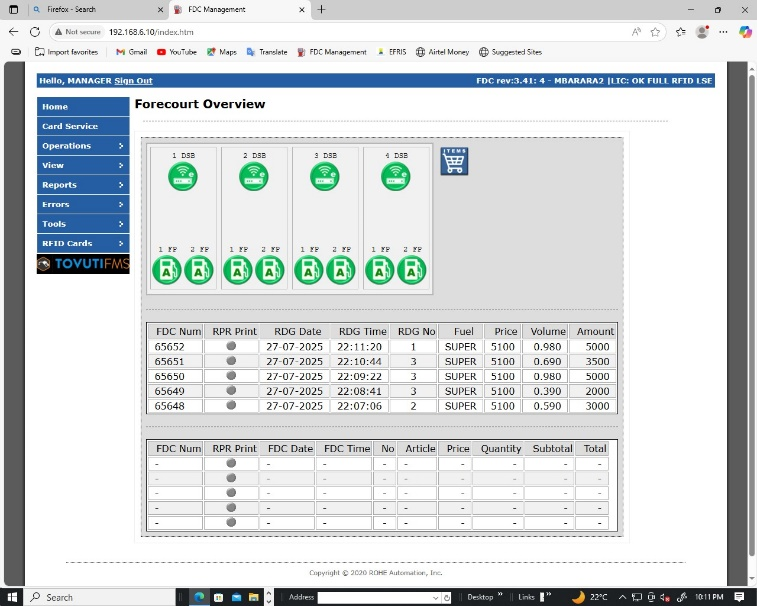 Firefox - Search
FDC Management
Not secure 192.168.6.10/index.htm
Import favorites Gmail YouTube Maps Translate FDC Management EFRIS Airtel Money Suggested Sites
Hello, MANAGER Sign Out FDC rev:3.41: 4 - MBARARA2 |LIC: OK FULL RFID LSE
Home
Card Service
Operations
View
Reports
Errors
Tools
RFID Cards
TOVUTIFMS
Forecourt Overview
1 DSB 2 DSB 3 DSB 4 DSB
ITEMS
1 FP 2 FP 1 FP 2 FP 1 FP 2 FP 1 FP 2 FP
A A A A A A A A
FDC Num RPR Print RDG Date RDG Time RDG No Fuel Price Volume Amount
65652 27-07-2025 22:11:20 1 SUPER 5100 0.980 5000
65651 27-07-2025 22:10:44 3 SUPER 5100 0.690 3500
65650 27-07-2025 22:09:22 3 SUPER 5100 0.980 5000
65649 27-07-2025 22:08:41 3 SUPER 5100 0.390 2000
65648 27-07-2025 22:07:06 2 SUPER 5100 0.590 3000
FDC Num RPR Print FDC Date FDC Time No Article Price Quantity Subtotal Total
- - - - - - - - -
- - - - - - - - -
- - - - - - - - -
- - - - - - - - -
- - - - - - - - -
Copyright © 2020 ROHE Automation, Inc.
Search Address Desktop Links 22°C 10:11 PM